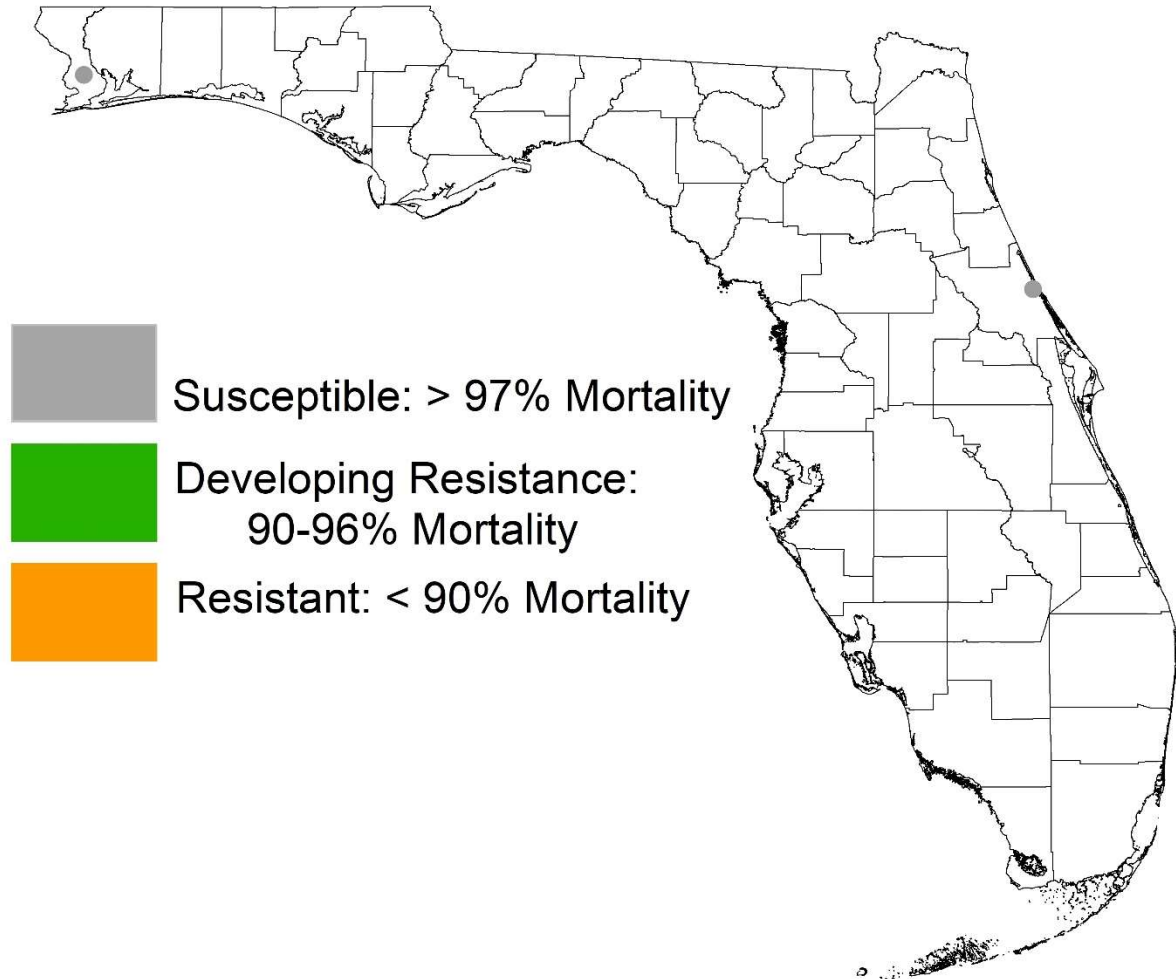 Susceptible: > 97% Mortality
Developing Resistance:
90-96% Mortality
Resistant: < 90% Mortality